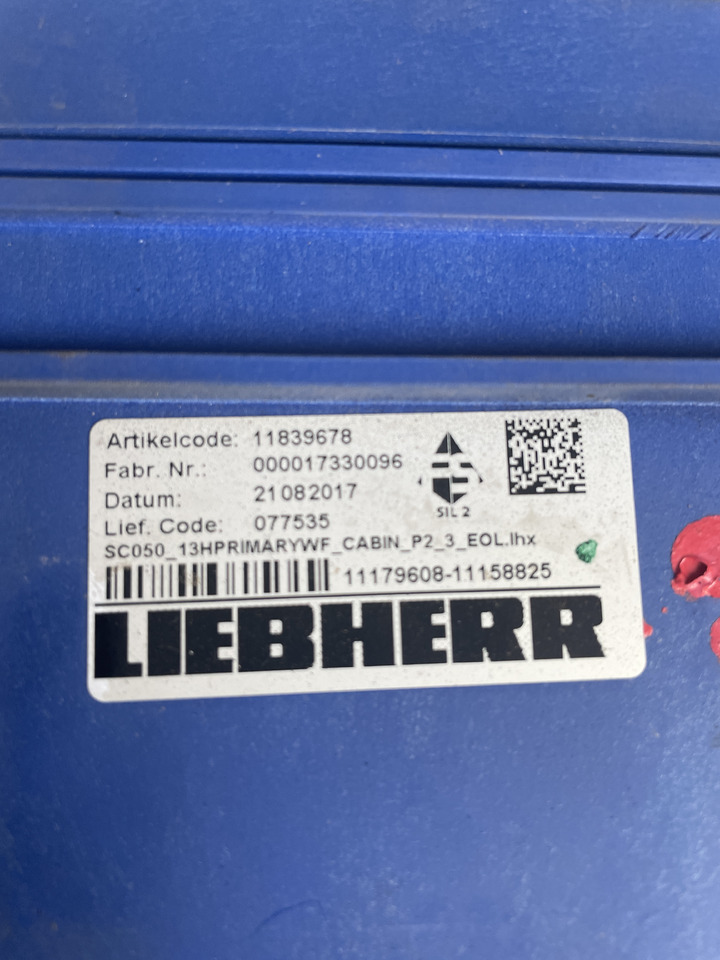 Artikelcode: 11839678
Fabr. Nr.: 000017330096
Datum: 21082017
Lief. Code: 077535
SIL 2
SC050_13HPRIMARYWF_CABIN_P2_3_EOL.lhx
11179608-11158825
LIEBHERR